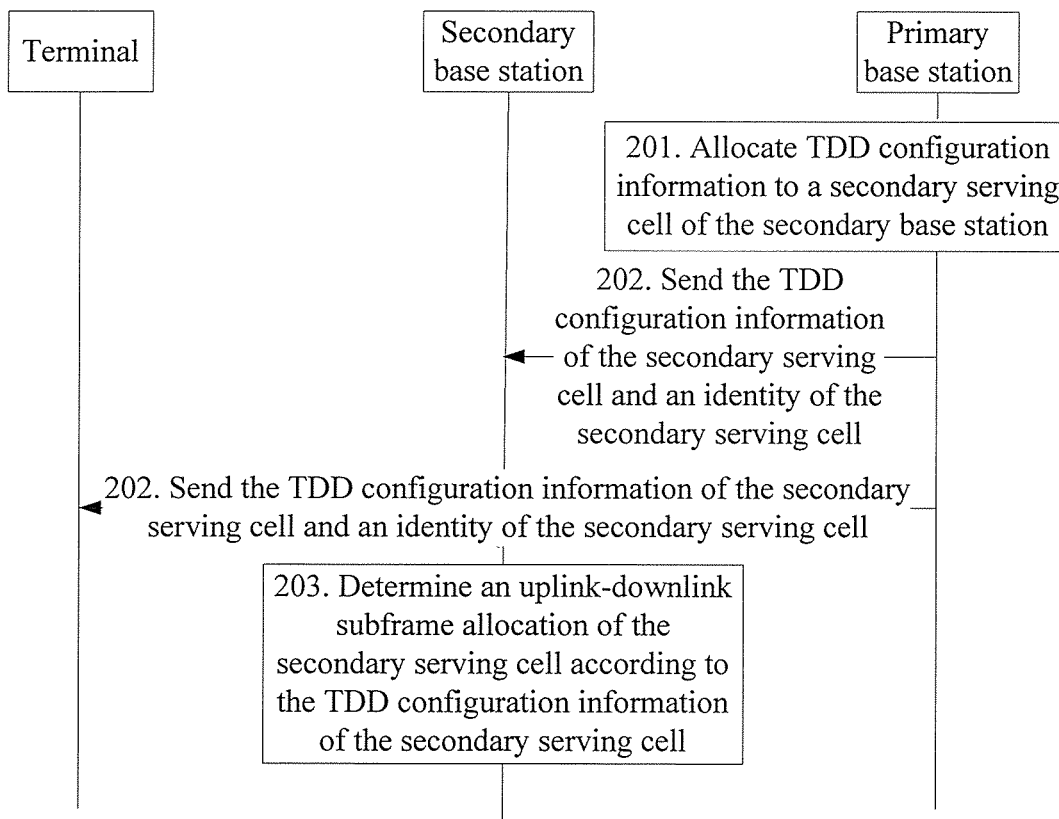 Terminal
Secondary
base station
Primary
base station
201. Allocate TDD configuration
information to a secondary serving
cell of the secondary base station
202. Send the TDD
configuration information
of the secondary serving
cell and an identity of the
secondary serving cell
202. Send the TDD configuration information of the secondary
serving cell and an identity of the secondary serving cell
203. Determine an uplink-downlink
subframe allocation of the
secondary serving cell according to
the TDD configuration information
of the secondary serving cell